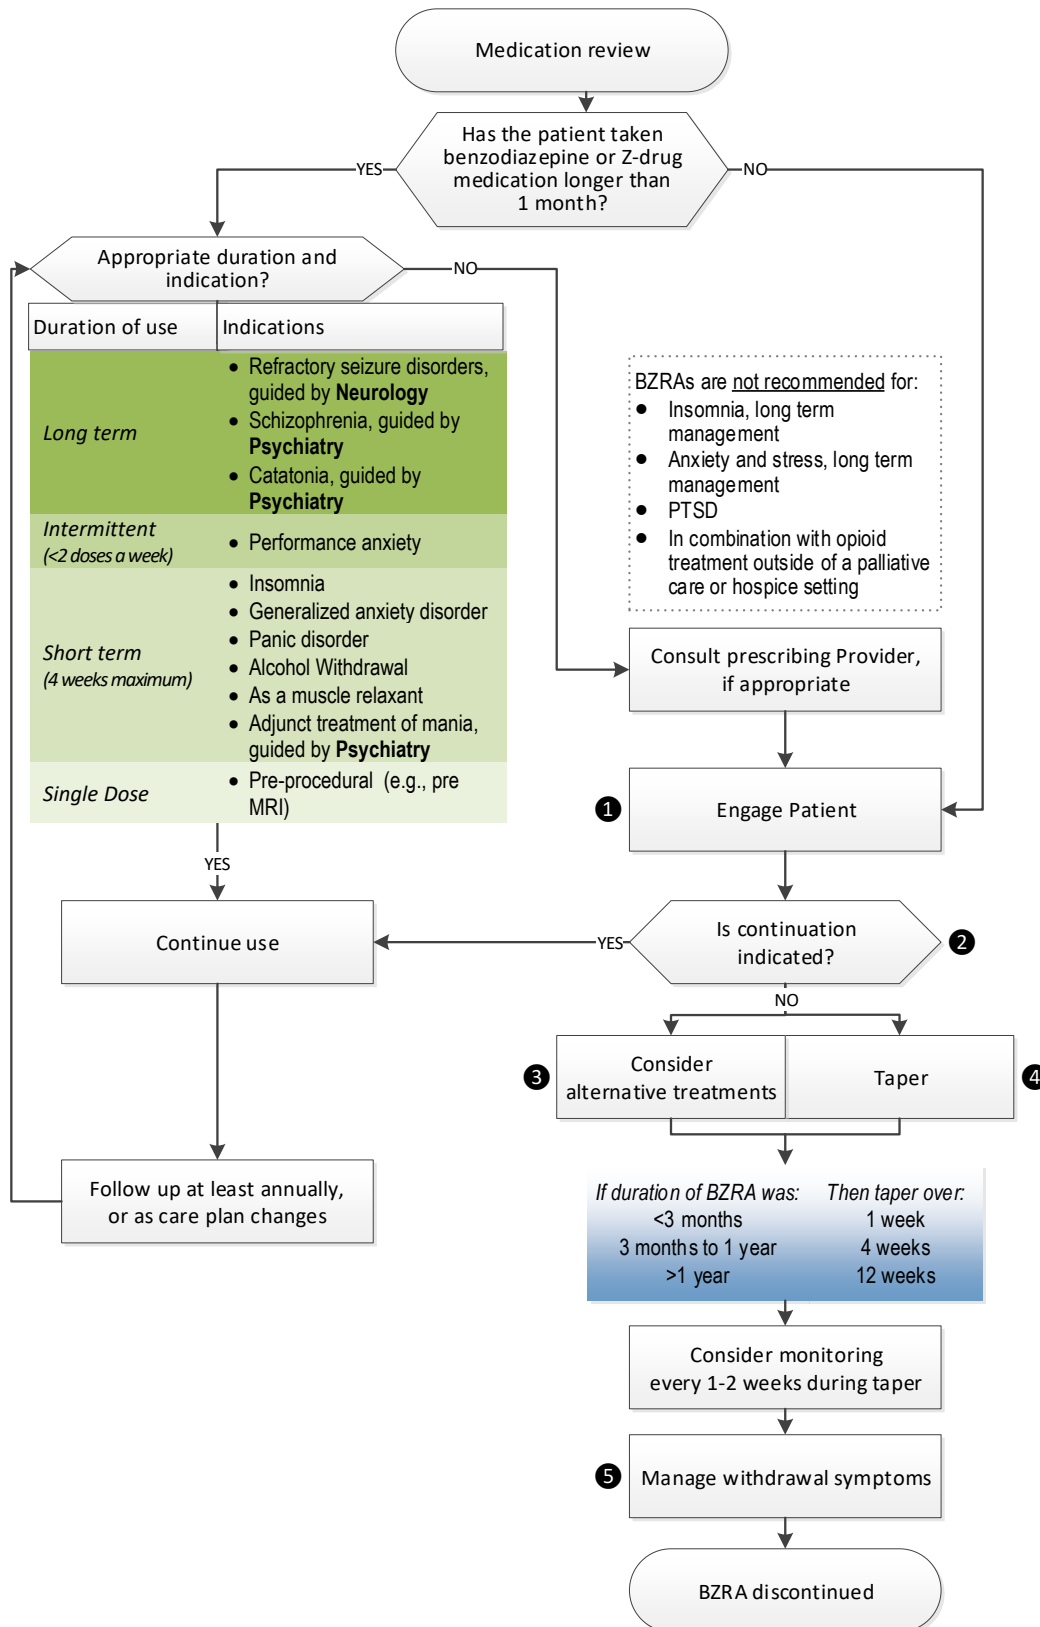 Medication review
Has the patient taken
benzodiazepine or Z-drug
medication longer than
1 month?
YES
NO
Appropriate duration and
indication?
NO
Duration of use
Indications
Long term
• Refractory seizure disorders,
guided by Neurology
• Schizophrenia, guided by
Psychiatry
• Catatonia, guided by
Psychiatry
Intermittent
(<2 doses a week)
• Performance anxiety
Short term
(4 weeks maximum)
• Insomnia
• Generalized anxiety disorder
• Panic disorder
• Alcohol Withdrawal
• As a muscle relaxant
• Adjunct treatment of mania,
guided by Psychiatry
Single Dose
• Pre-procedural (e.g., pre
MRI)
YES
Continue use
Follow up at least annually,
or as care plan changes
BZRAs are not recommended for:
● Insomnia, long term
management
● Anxiety and stress, long term
management
● PTSD
● In combination with opioid
treatment outside of a palliative
care or hospice setting
Consult prescribing Provider,
if appropriate
1
Engage Patient
Is continuation
indicated?
2
YES
NO
3
Consider
alternative treatments
Taper
4
If duration of BZRA was: Then taper over:
<3 months 1 week
3 months to 1 year 4 weeks
>1 year 12 weeks
Consider monitoring
every 1-2 weeks during taper
5
Manage withdrawal symptoms
BZRA discontinued